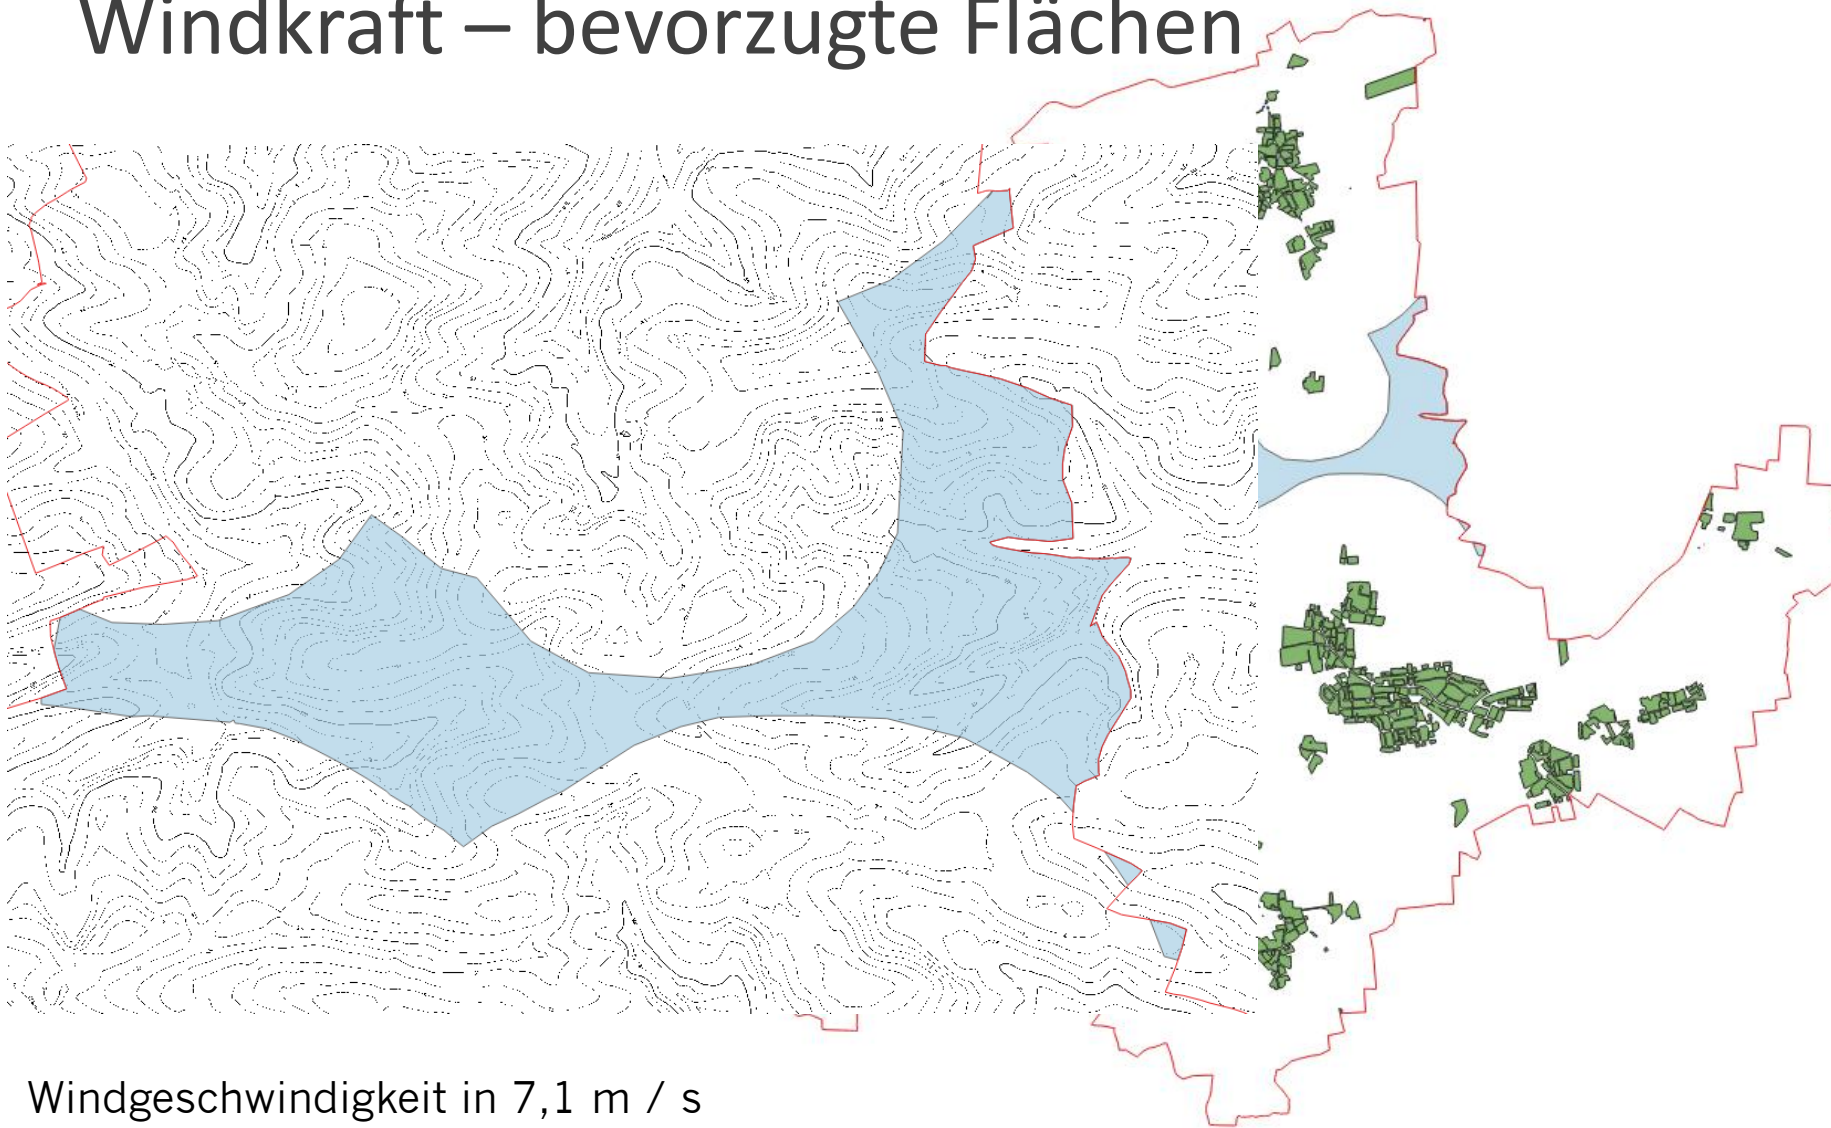 Windkraft – bevorzugte Flächen
Windgeschwindigkeit in 7,1 m / s